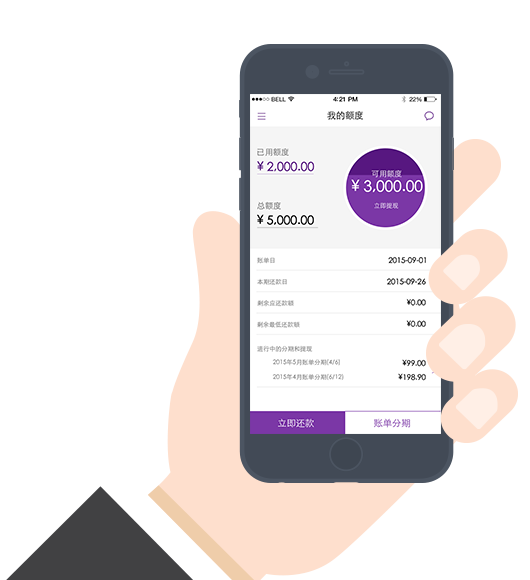 BELL 4:21 PM 22%
我的额度
已用额度
¥ 2,000.00
可用额度
¥ 3,000.00
立即提现
总额度
¥ 5,000.00
账单日 2015-09-01
本期还款日 2015-09-26
剩余应还款额 ¥0.00
剩余最低还款额 ¥0.00
进行中的分期和提现
2015年5月账单分期(4/6) ¥99.00
2015年4月账单分期(6/12) ¥198.90
立即还款 账单分期